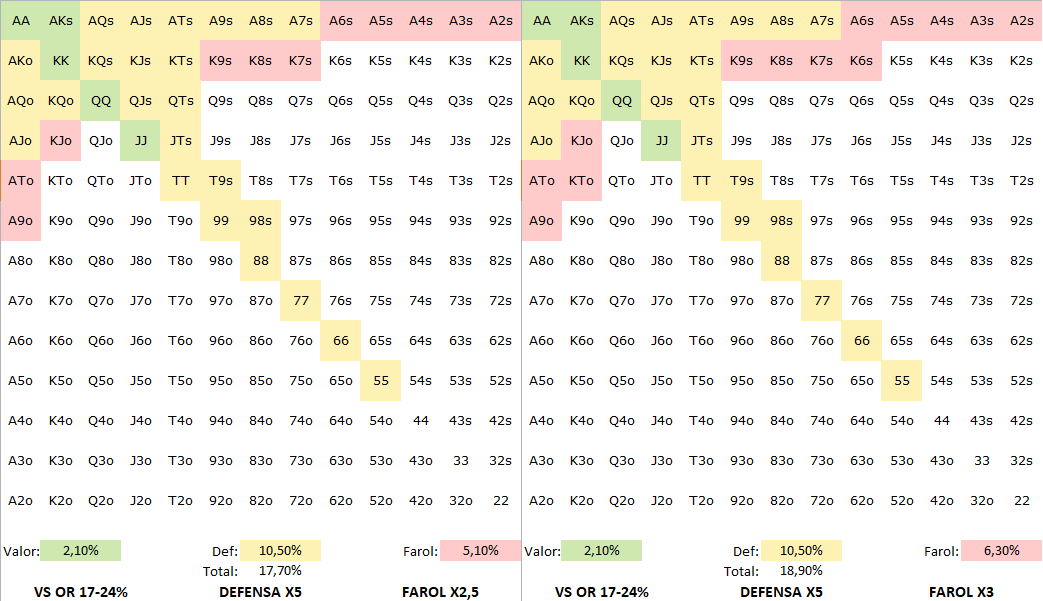 AA AKs AQs AJs ATs A9s A8s A7s A6s A5s A4s A3s A2s AA AKs AQs AJs ATs A9s A8s A7s A6s A5s A4s A3s A2s
AKo KK KQs KJs KTs K9s K8s K7s K6s K5s K4s K3s K2s AKo KK KQs KJs KTs K9s K8s K7s K6s K5s K4s K3s K2s
AQo KQo QQ QJs QTs Q9s Q8s Q7s Q6s Q5s Q4s Q3s Q2s AQo KQo QQ QJs QTs Q9s Q8s Q7s Q6s Q5s Q4s Q3s Q2s
AJo KJo QJo JJ JTs J9s J8s J7s J6s J5s J4s J3s J2s AJo KJo QJo JJ JTs J9s J8s J7s J6s J5s J4s J3s J2s
ATo KTo QTo JTo TT T9s T8s T7s T6s T5s T4s T3s T2s ATo KTo QTo JTo TT T9s T8s T7s T6s T5s T4s T3s T2s
A9o K9o Q9o J9o T9o 99 98s 97s 96s 95s 94s 93s 92s A9o K9o Q9o J9o T9o 99 98s 97s 96s 95s 94s 93s 92s
A8o K8o Q8o J8o T8o 98o 88 87s 86s 85s 84s 83s 82s A8o K8o Q8o J8o T8o 98o 88 87s 86s 85s 84s 83s 82s
A7o K7o Q7o J7o T7o 97o 87o 77 76s 75s 74s 73s 72s A7o K7o Q7o J7o T7o 97o 87o 77 76s 75s 74s 73s 72s
A6o K6o Q6o J6o T6o 96o 86o 76o 66 65s 64s 63s 62s A6o K6o Q6o J6o T6o 96o 86o 76o 66 65s 64s 63s 62s
A5o K5o Q5o J5o T5o 95o 85o 75o 65o 55 54s 53s 52s A5o K5o Q5o J5o T5o 95o 85o 75o 65o 55 54s 53s 52s
A4o K4o Q4o J4o T4o 94o 84o 74o 64o 54o 44 43s 42s A4o K4o Q4o J4o T4o 94o 84o 74o 64o 54o 44 43s 42s
A3o K3o Q3o J3o T3o 93o 83o 73o 63o 53o 43o 33 32s A3o K3o Q3o J3o T3o 93o 83o 73o 63o 53o 43o 33 32s
A2o K2o Q2o J2o T2o 92o 82o 72o 62o 52o 42o 32o 22 A2o K2o Q2o J2o T2o 92o 82o 72o 62o 52o 42o 32o 22
Valor: 2,10% Def: 10,50% Farol: 5,10% Valor: 2,10% Def: 10,50% Farol: 6,30%
Total: 17,70% Total: 18,90%
VS OR 17-24% DEFENSA X5 FAROL X2,5 VS OR 17-24% DEFENSA X5 FAROL X3